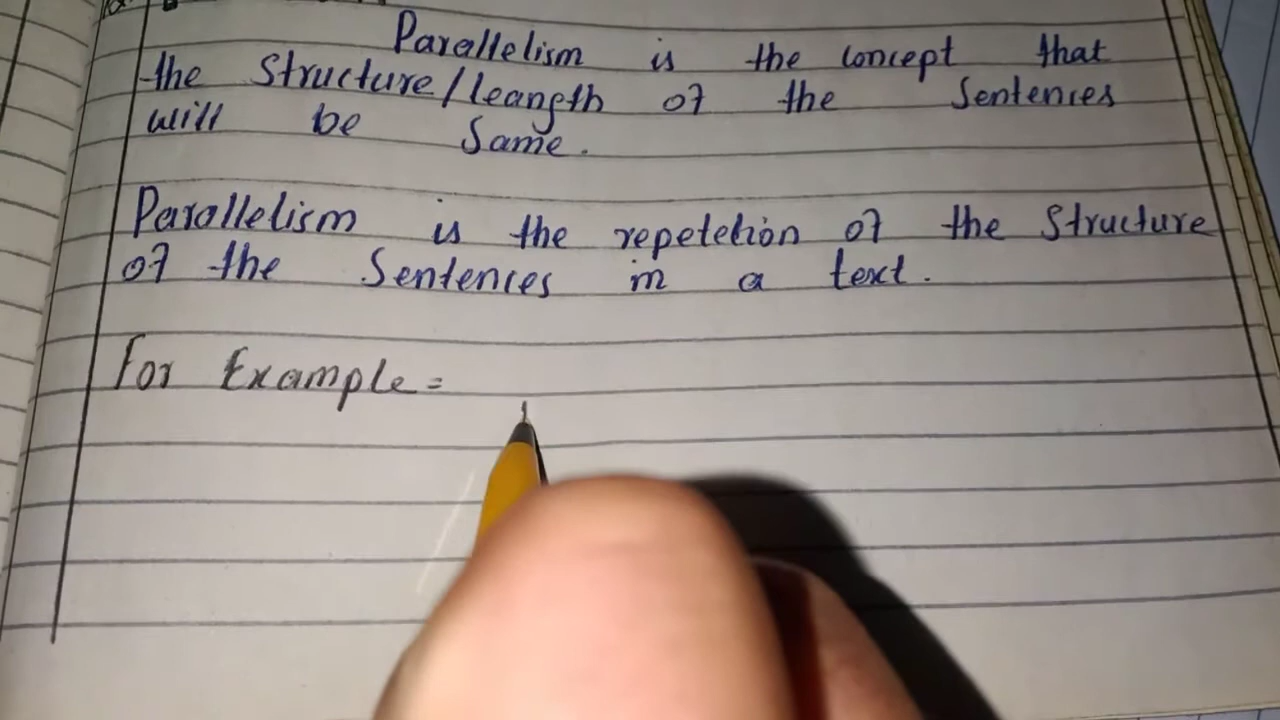 Parallelism is the concept that
the Structure/leangth of the Sentences
will be Same.
Parallelism is the repetetion of the Structure
of the Sentences in a text.
For Example=